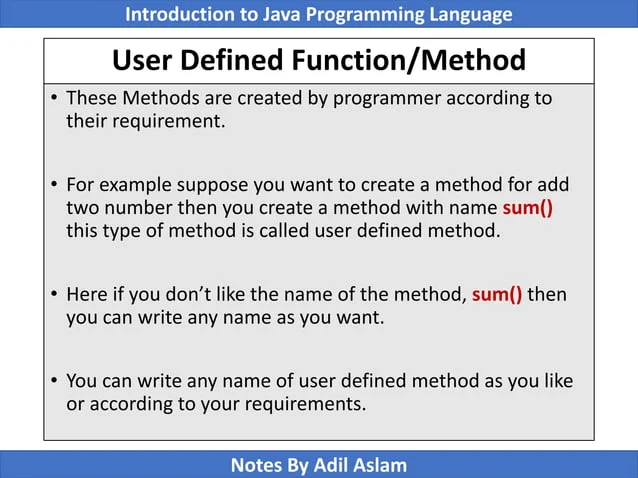 Introduction to Java Programming Language
User Defined Function/Method
• These Methods are created by programmer according to
their requirement.
• For example suppose you want to create a method for add
two number then you create a method with name sum()
this type of method is called user defined method.
• Here if you don’t like the name of the method, sum() then
you can write any name as you want.
• You can write any name of user defined method as you like
or according to your requirements.
Notes By Adil Aslam